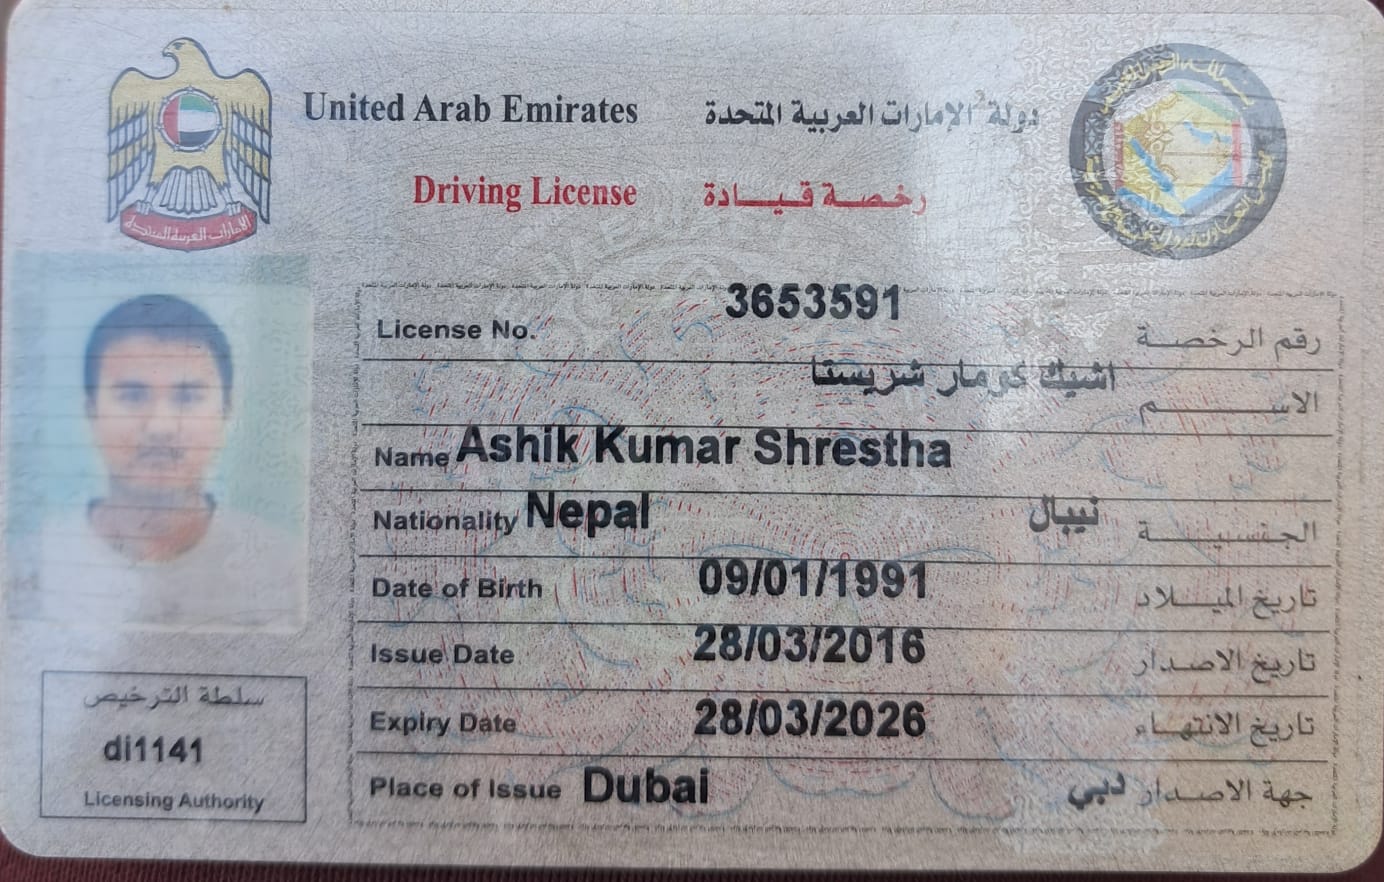 United Arab Emirates دولة الإمارات العربية المتحدة
Driving License رخصة قيادة
الامارات العربية المتحدة
License No. 3653591 رقم الرخصة
اشيك كومار شريستا الاسم
Name Ashik Kumar Shrestha
Nationality Nepal نيبال الجنسية
Date of Birth 09/01/1991 تاريخ الميلاد
Issue Date 28/03/2016 تاريخ الاصدار
Expiry Date 28/03/2026 تاريخ الانتهاء
Place of Issue Dubai دبي جهة الاصدار
سلطة الترخيص
di1141
Licensing Authority